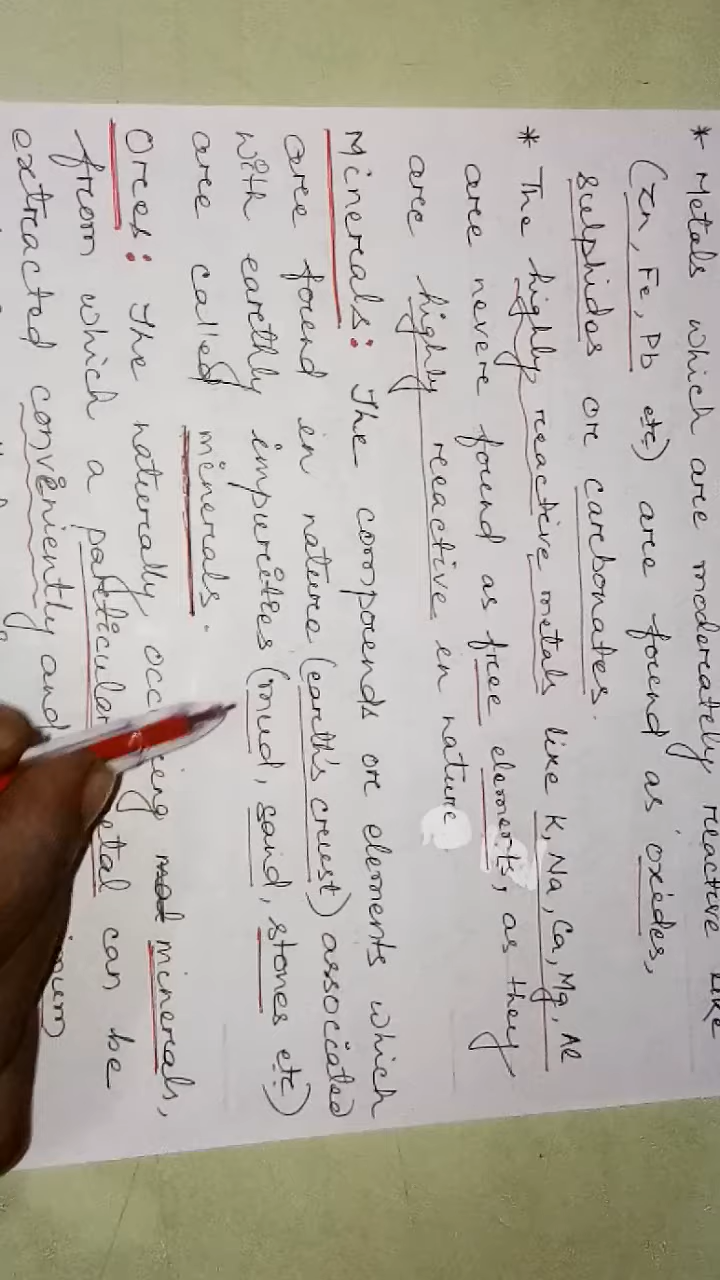 * Metals which are moderately reactive like
(Zn, Fe, Pb etc) are found as oxides,
sulphides or carbonates.
* The highly reactive metals like K, Na, Ca, Mg, Al
are never found as free elements, as they
are highly reactive in nature.
Minerals: The compounds or elements which
are found in nature (earth's crust) associated
with earthly impurities (mud, sand, stones etc)
are called minerals.
Ores: The naturally minerals,
from which a particular can be
extracted conveniently and